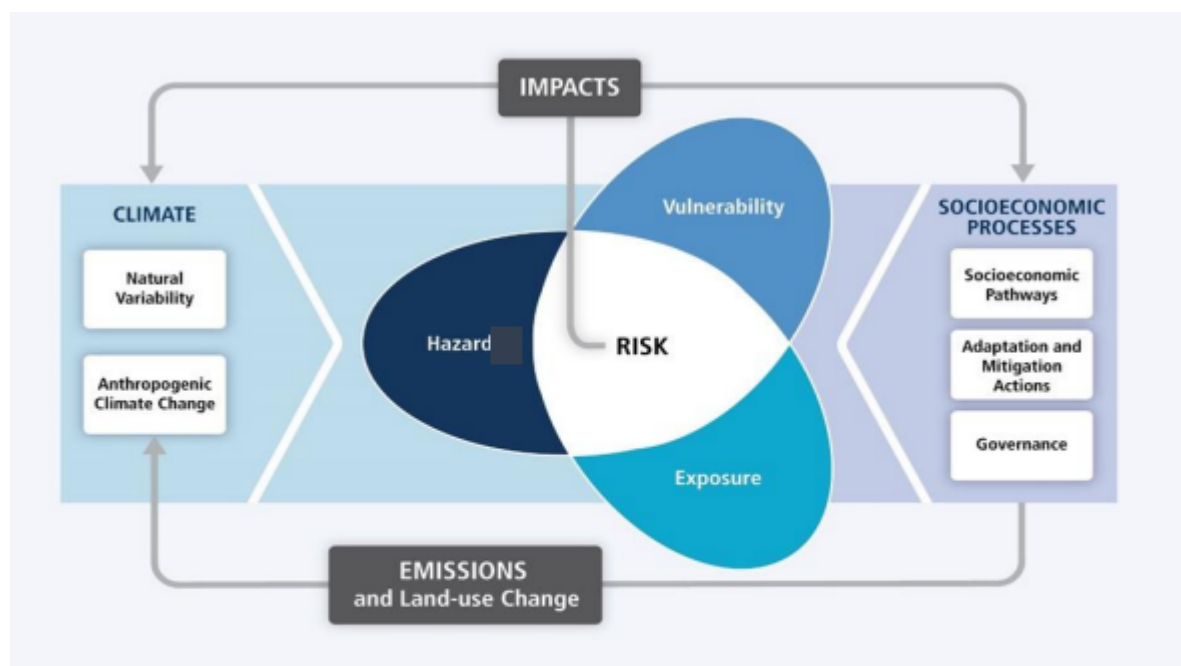 IMPACTS
CLIMATE
Natural
Variability
Anthropogenic
Climate Change
Vulnerability
Hazard
RISK
Exposure
SOCIOECONOMIC
PROCESSES
Socioeconomic
Pathways
Adaptation and
Mitigation
Actions
Governance
EMISSIONS
and Land-use Change